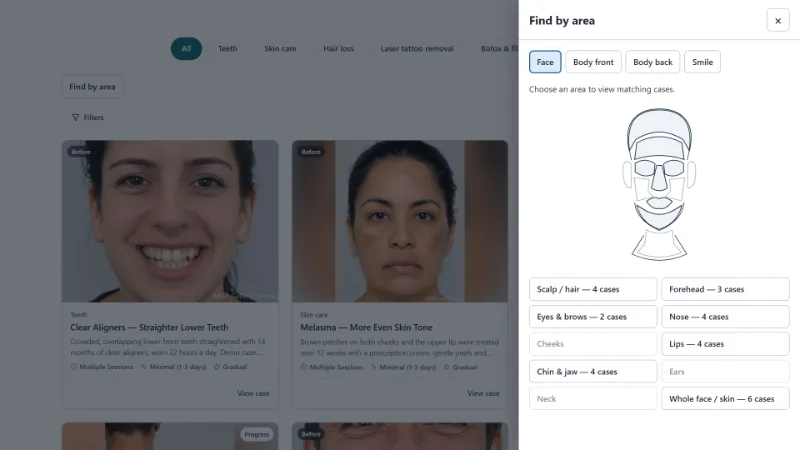 All
Teeth
Skin care
Hair loss
Laser tattoo removal
Botox & fil
Find by area
Filters
Before
Before
Teeth
Clear Aligners — Straighter Lower Teeth
Crowded, overlapping lower front teeth straightened with 14
months of clear aligners, worn 22 hours a day. Demo case...
Multiple Sessions
Minimal (1-3 days)
Gradual
View case
Skin care
Melasma — More Even Skin Tone
Brown patches on both cheeks and the upper lip were treated
over 12 weeks with a prescription cream, gentle peels and...
Multiple Sessions
Minimal (1-3 days)
Gradual
View case
Progress
Before
Find by area
×
Face
Body front
Body back
Smile
Choose an area to view matching cases.
Scalp / hair — 4 cases
Forehead — 3 cases
Eyes & brows — 2 cases
Nose — 4 cases
Cheeks
Lips — 4 cases
Chin & jaw — 4 cases
Ears
Neck
Whole face / skin — 6 cases